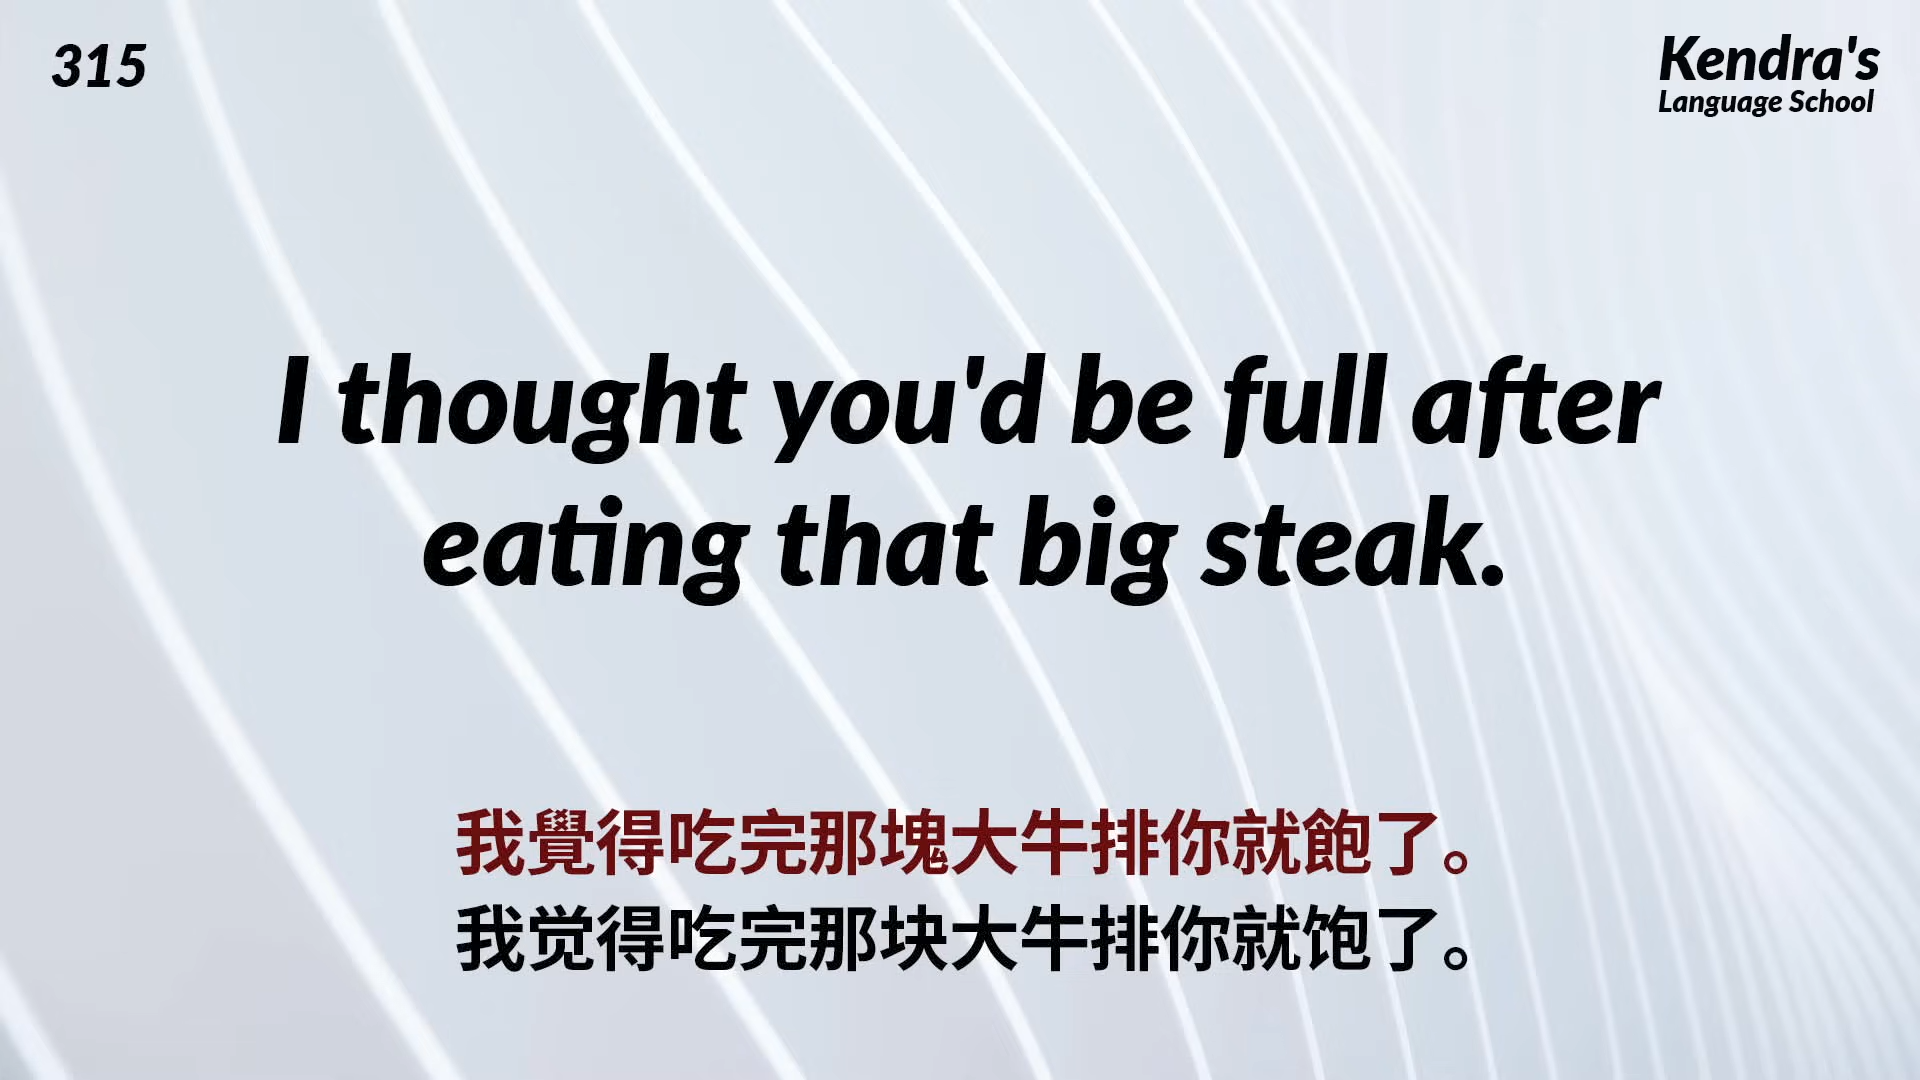 315
Kendra's
Language School
I thought you'd be full after
eating that big steak.
我覺得吃完那塊大牛排你就飽了。
我觉得吃完那块大牛排你就饱了。